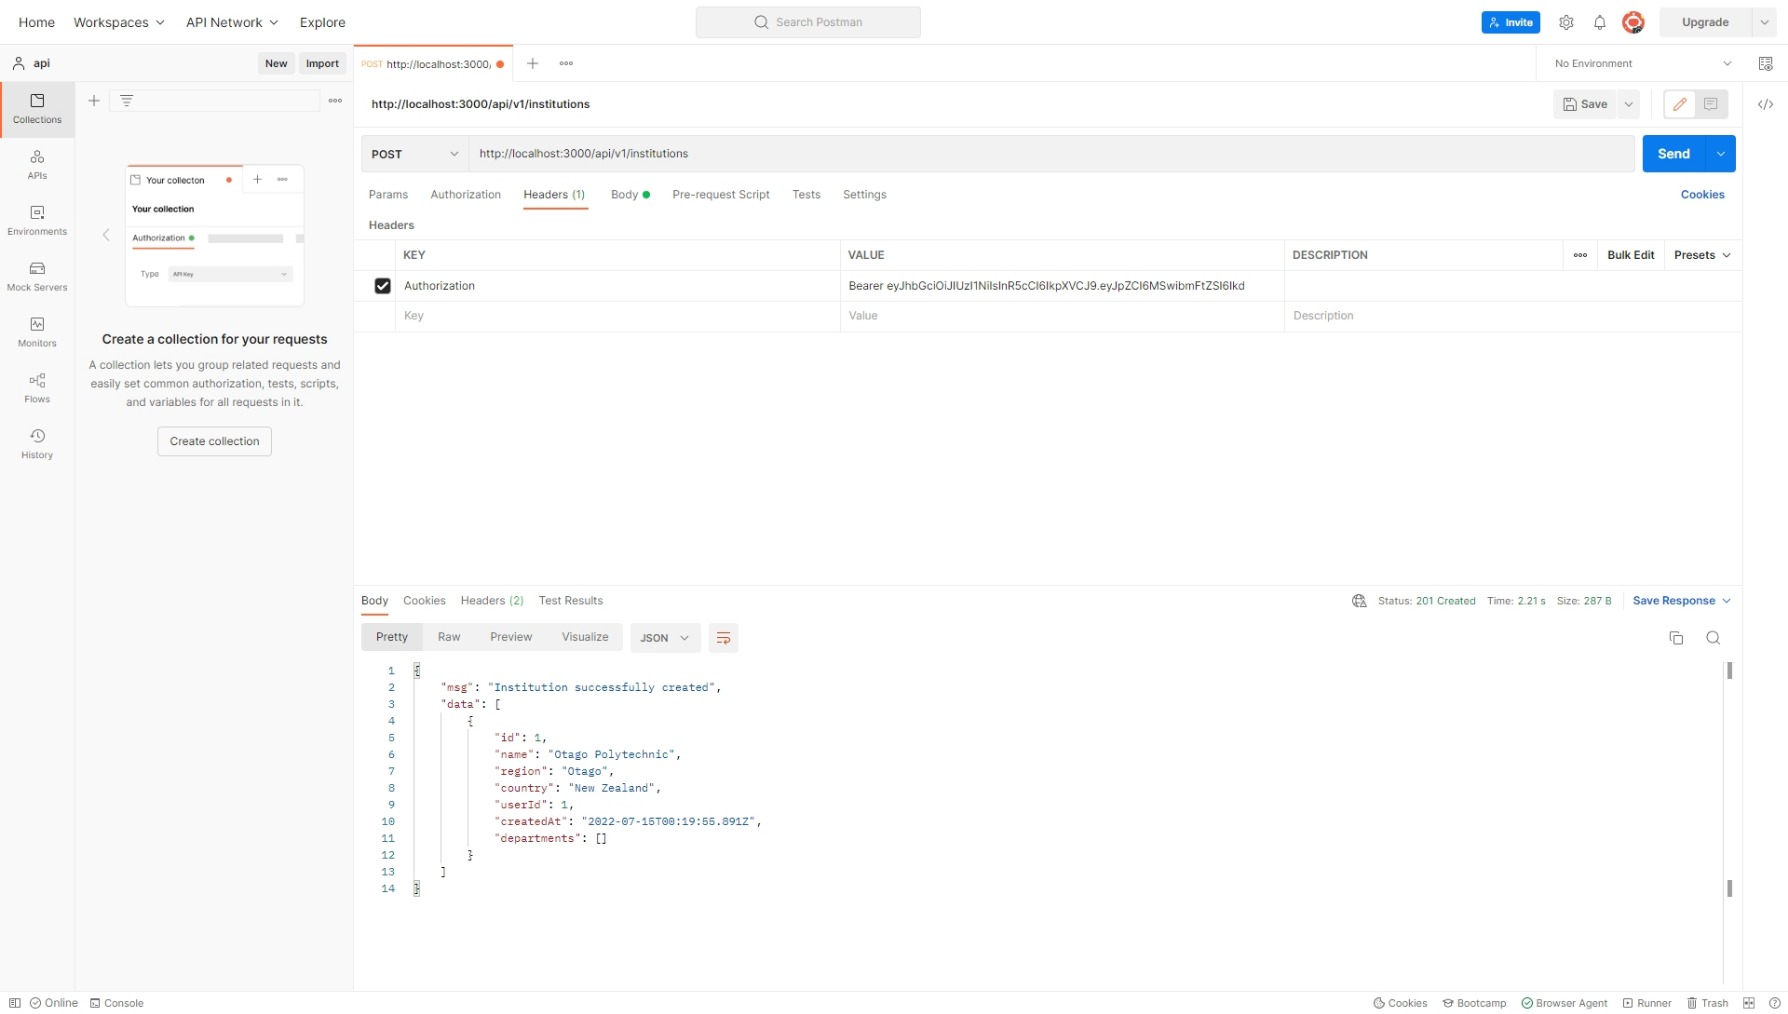 Home Workspaces API Network Explore Search Postman Invite Upgrade
api New Import POST http://localhost:3000/ No Environment
Collections
APIs
Environments
Mock Servers
Monitors
Flows
History
Your collecton
Your collection
Authorization
Type API Key
Create a collection for your requests
A collection lets you group related requests and
easily set common authorization, tests, scripts,
and variables for all requests in it.
Create collection
http://localhost:3000/api/v1/institutions Save
POST http://localhost:3000/api/v1/institutions Send
Params Authorization Headers (1) Body Pre-request Script Tests Settings Cookies
Headers
KEY VALUE DESCRIPTION Bulk Edit Presets
Authorization Bearer
Key Value Description
Body Cookies Headers (2) Test Results Status: 201 Created Time: 2.21 s Size: 287 B Save Response
Pretty Raw Preview Visualize JSON
1 {
2 "msg": "Institution successfully created",
3 "data": [
4 {
5 "id": 1,
6 "name": "Otago Polytechnic",
7 "region": "Otago",
8 "country": "New Zealand",
9 "userId": 1,
10 "createdAt": "2022-07-15T00:19:55.891Z",
11 "departments": []
12 }
13 ]
14 }
Online Console Cookies Bootcamp Browser Agent Runner Trash